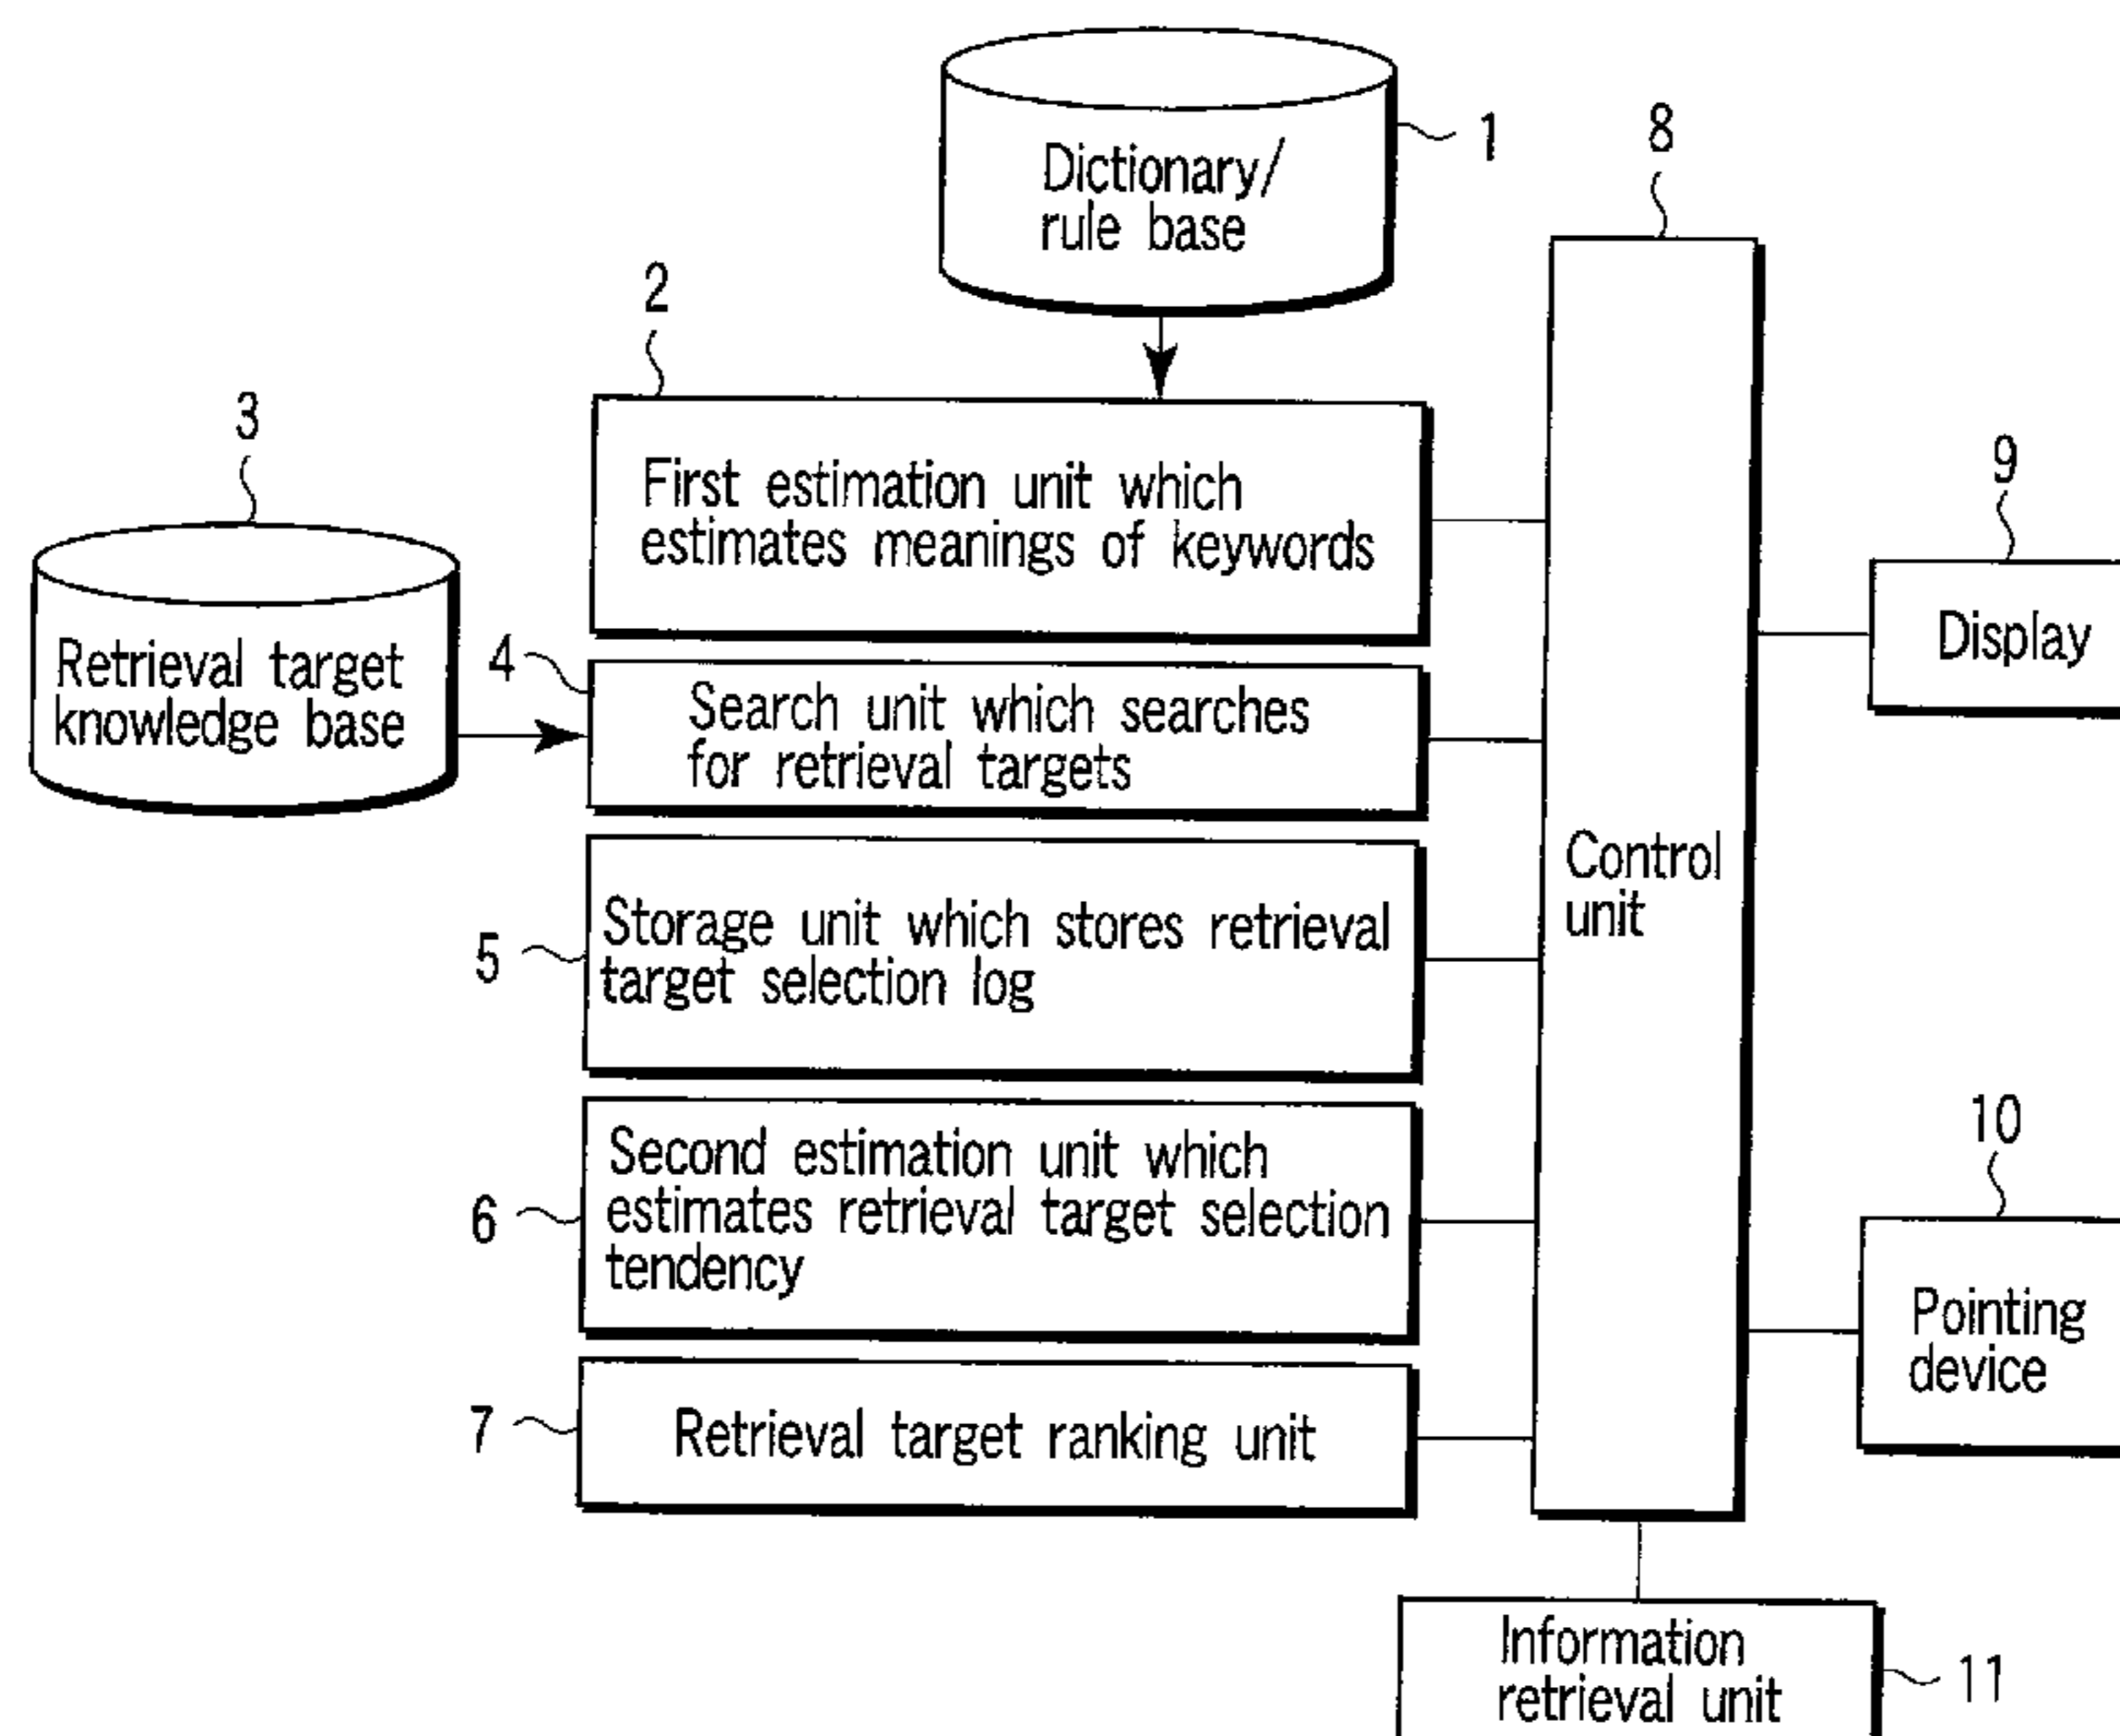 1
Dictionary/
rule base
8
2
3
First estimation unit which
estimates meanings of keywords
9
Display
Retrieval target
knowledge base
4
Search unit which searches
for retrieval targets
Control
unit
5
Storage unit which stores retrieval
target selection log
10
Pointing
device
6
Second estimation unit which
estimates retrieval target selection
tendency
7
Retrieval target ranking unit
Information
retrieval unit
11